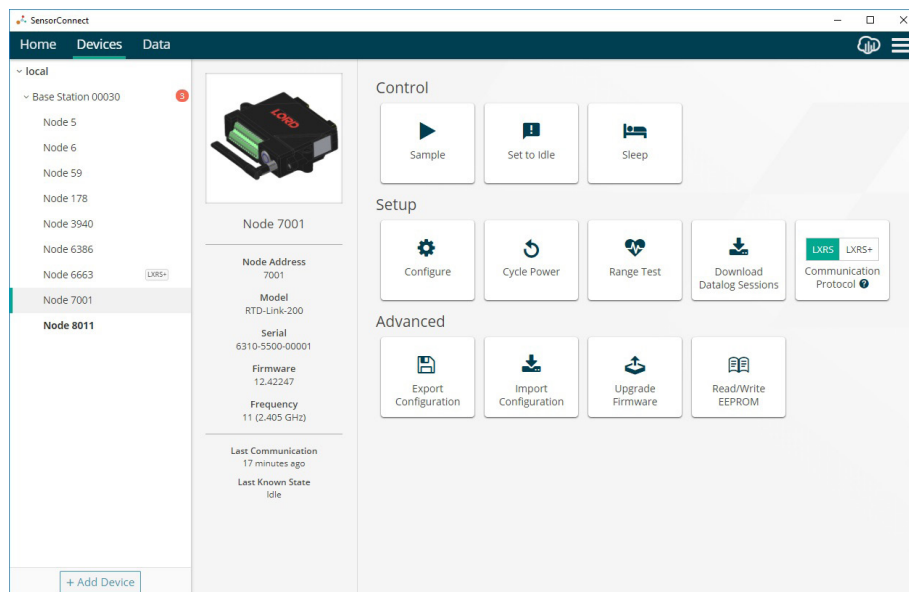 SensorConnect
Home Devices Data
local
Base Station 00030 3
Node 5
Node 6
Node 59
Node 178
Node 3940
Node 6386
Node 6663 LXRS+
Node 7001
Node 8011
+ Add Device
LORD
Node 7001
Node Address
7001
Model
RTD-Link-200
Serial
6310-5500-00001
Firmware
12.42247
Frequency
11 (2.405 GHz)
Last Communication
17 minutes ago
Last Known State
Idle
Control
Sample
Set to Idle
Sleep
Setup
Configure
Cycle Power
Range Test
Download
Datalog Sessions
LXRS LXRS+
Communication
Protocol ?
Advanced
Export
Configuration
Import
Configuration
Upgrade
Firmware
Read/Write
EEPROM